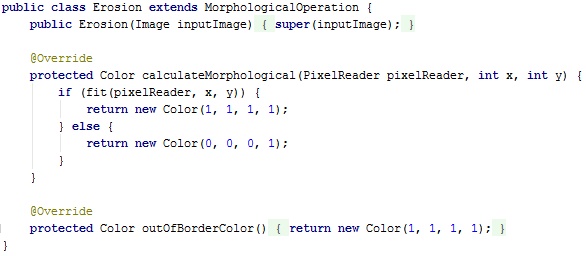 public class Erosion extends MorphologicalOperation {
    public Erosion(Image inputImage) { super(inputImage); }

    @Override
    protected Color calculateMorphological(PixelReader pixelReader, int x, int y) {
        if (fit(pixelReader, x, y)) {
            return new Color(1, 1, 1, 1);
        } else {
            return new Color(0, 0, 0, 1);
        }
    }

    @Override
    protected Color outOfBorderColor() { return new Color(1, 1, 1, 1); }
}